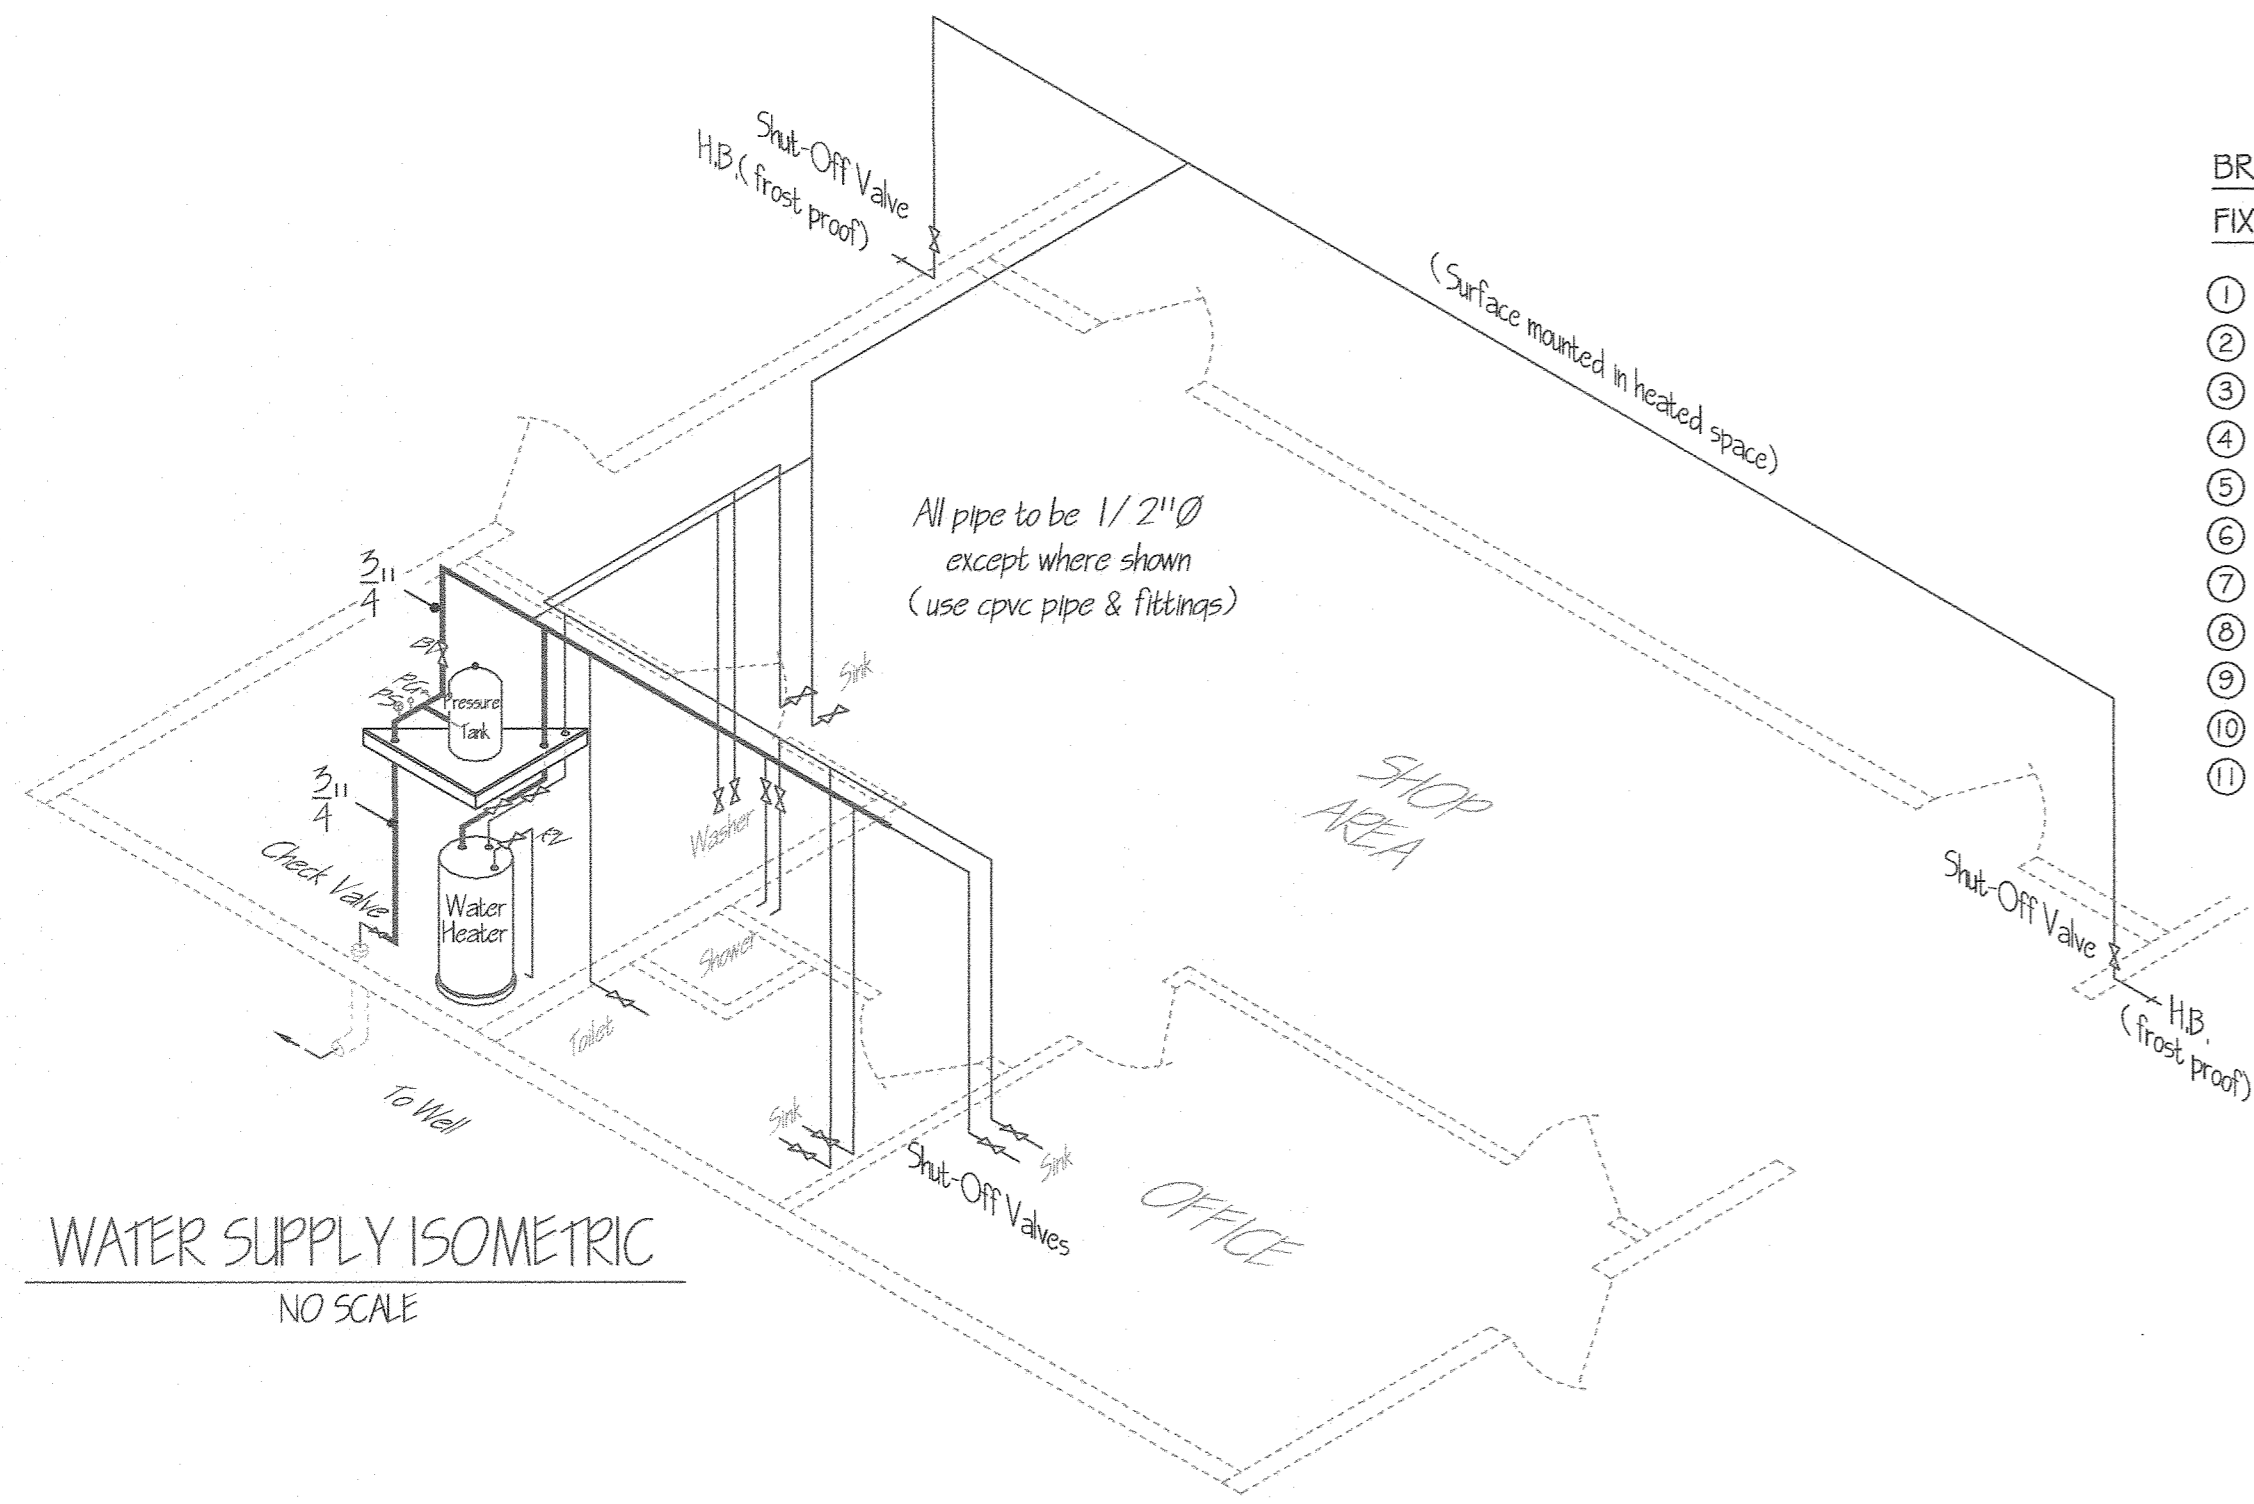 Shut-Off Valve
H.B.( frost proof)
( Surface mounted in heated space)
BR
FIX
1
2
3
4
5
6
7
8
9
10
11
All pipe to be 1/2"Ø
except where shown
( use cpvc pipe & fittings)
3/4"
PS
Pressure
Tank
3/4"
Check Valve
Water
Heater
Washer
Sink
Shower
Toilet
To Well
Sink
Sink
Shut-Off Valves
SHOP
AREA
OFFICE
Shut-Off Valve
H.B.
( frost proof)
WATER SUPPLY ISOMETRIC
NO SCALE